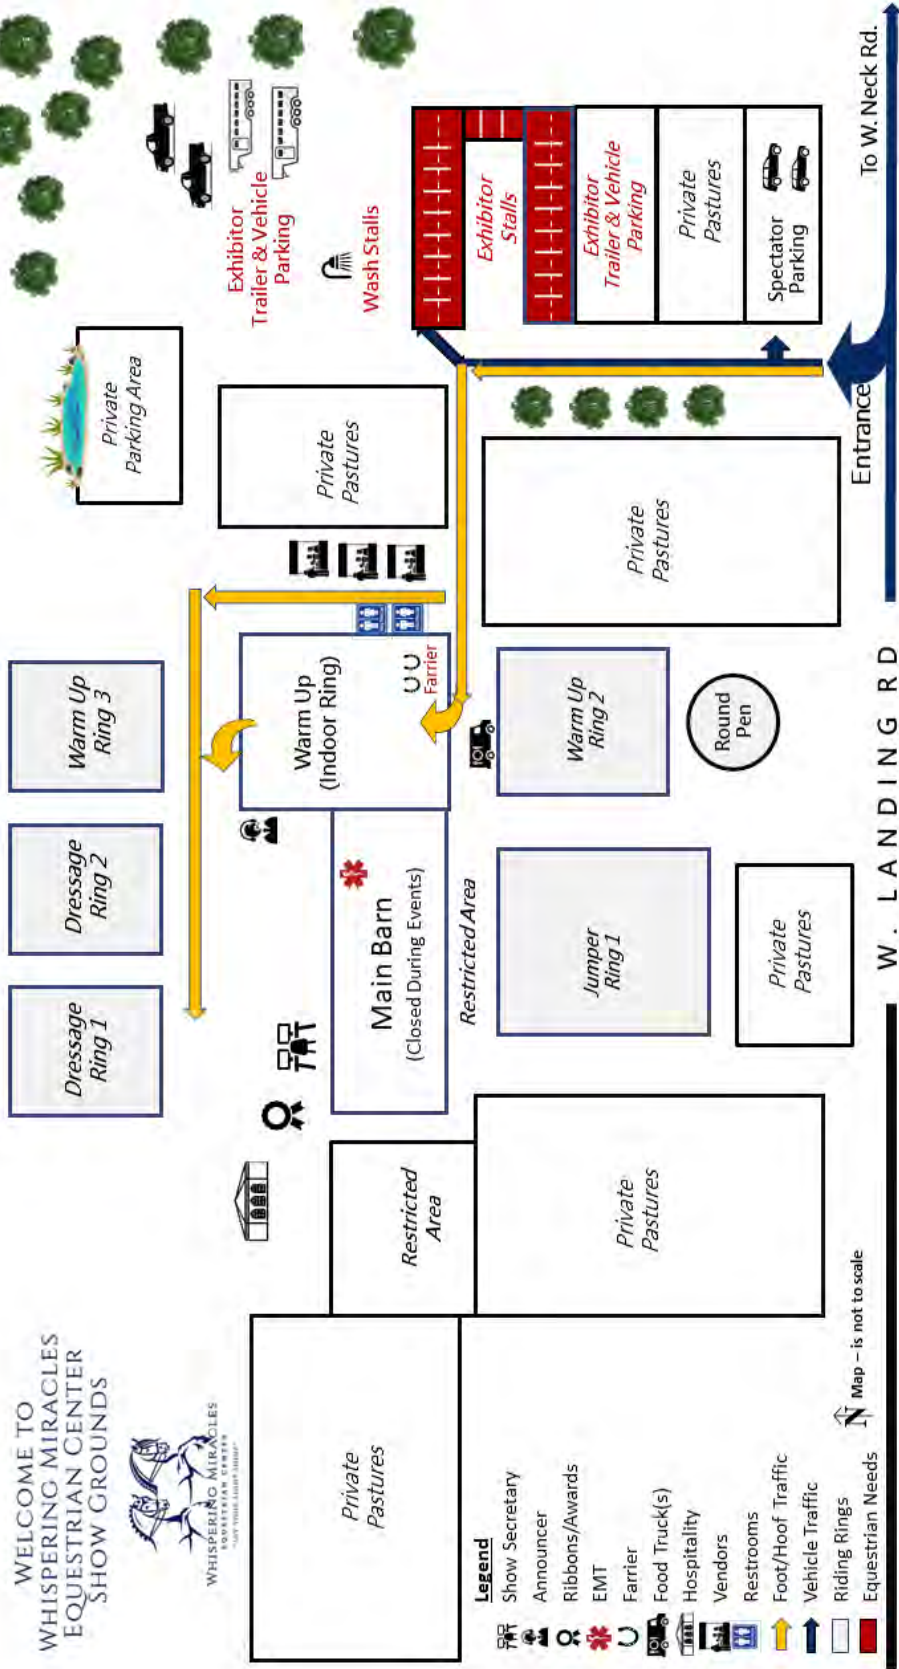 WELCOME TO
WHISPERING MIRACLES
EQUESTRIAN CENTER
SHOW GROUNDS
WHISPERING MIRACLES
EQUESTRIAN CENTER
Dressage
Ring 1
Dressage
Ring 2
Warm Up
Ring 3
Private
Parking Area
Exhibitor
Trailer & Vehicle
Parking
Wash Stalls
Private
Pastures
Warm Up
(Indoor Ring)
Farrier
Main Barn
(Closed During Events)
Restricted Area
Restricted
Area
Private
Pastures
Private
Pastures
Jumper
Ring 1
Warm Up
Ring 2
Round
Pen
Private
Pastures
Private
Pastures
Exhibitor
Stalls
Exhibitor
Trailer & Vehicle
Parking
Private
Pastures
Spectator
Parking
Entrance
To W. Neck Rd.
W. LANDING RD
Legend
Show Secretary
Announcer
Ribbons/Awards
EMT
Farrier
Food Truck(s)
Hospitality
Vendors
Restrooms
Foot/Hoof Traffic
Vehicle Traffic
Riding Rings
Equestrian Needs
N Map – is not to scale